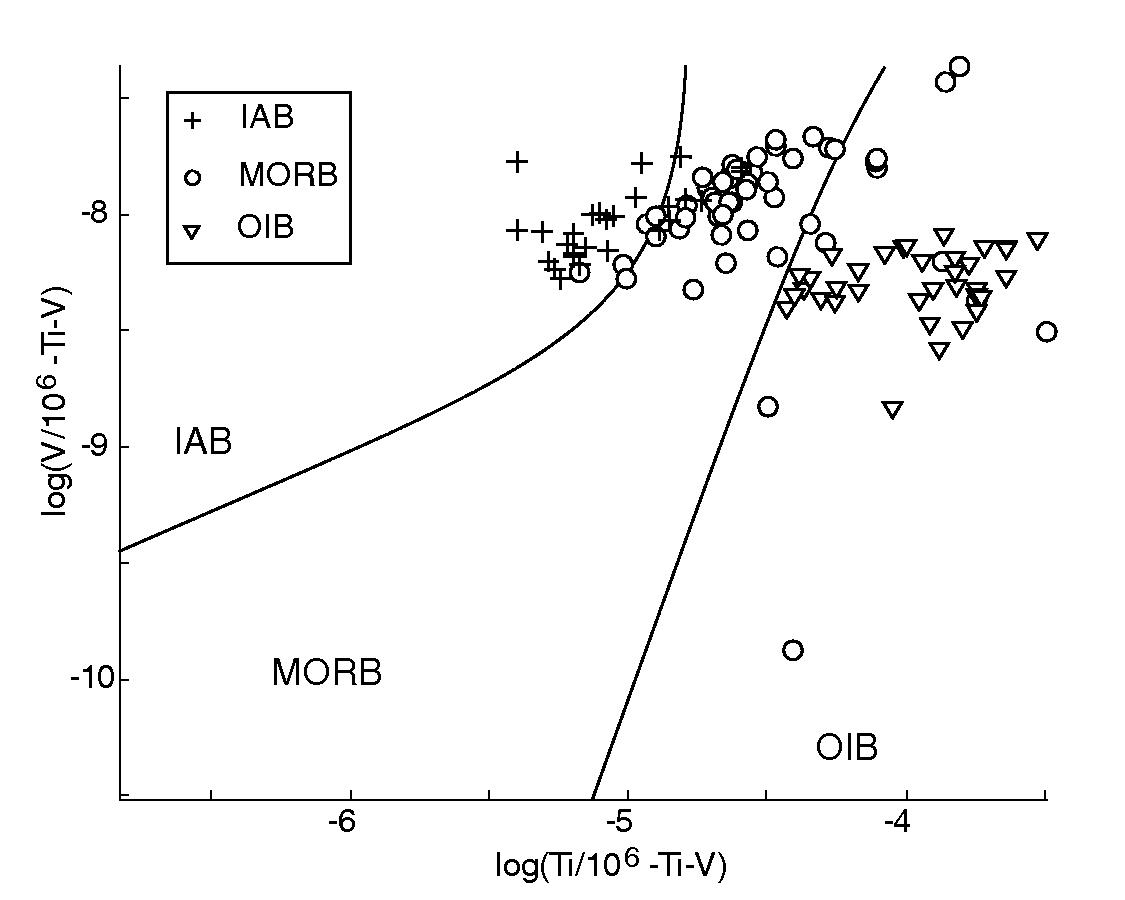 IAB
MORB
OIB
-8
-9
-10
log(V/10⁶ -Ti-V)
IAB
MORB
OIB
-6
-5
-4
log(Ti/10⁶ -Ti-V)